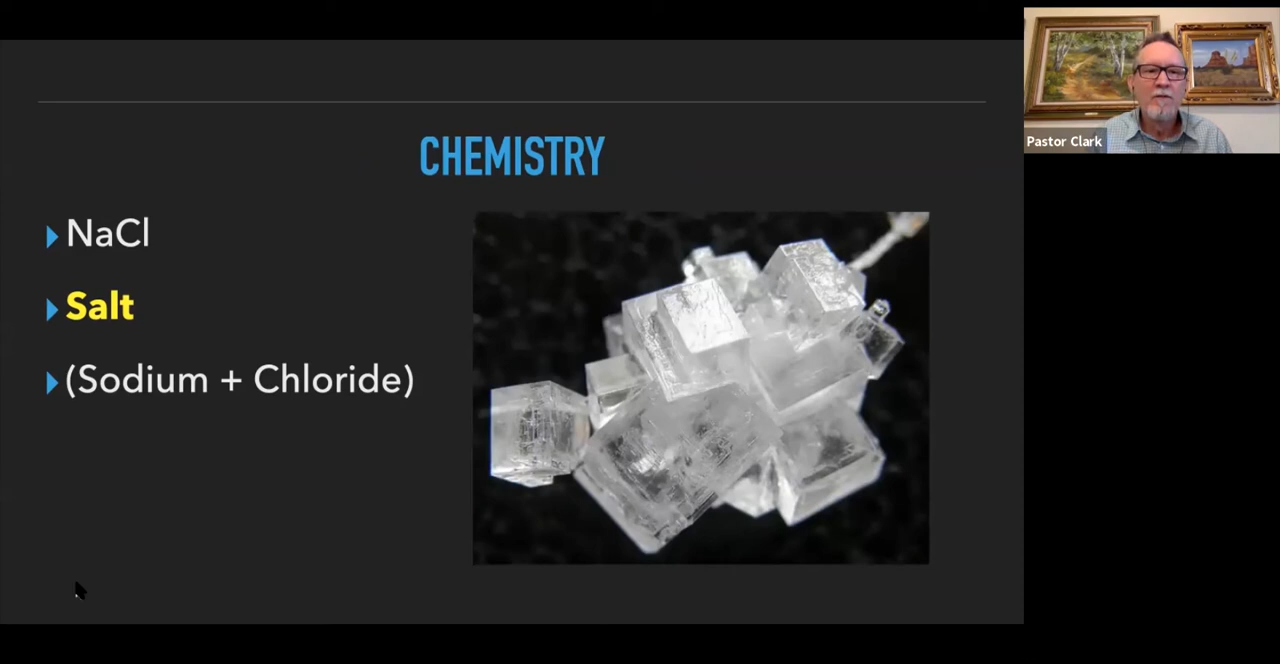 CHEMISTRY
NaCl
Salt
(Sodium + Chloride)
Pastor Clark